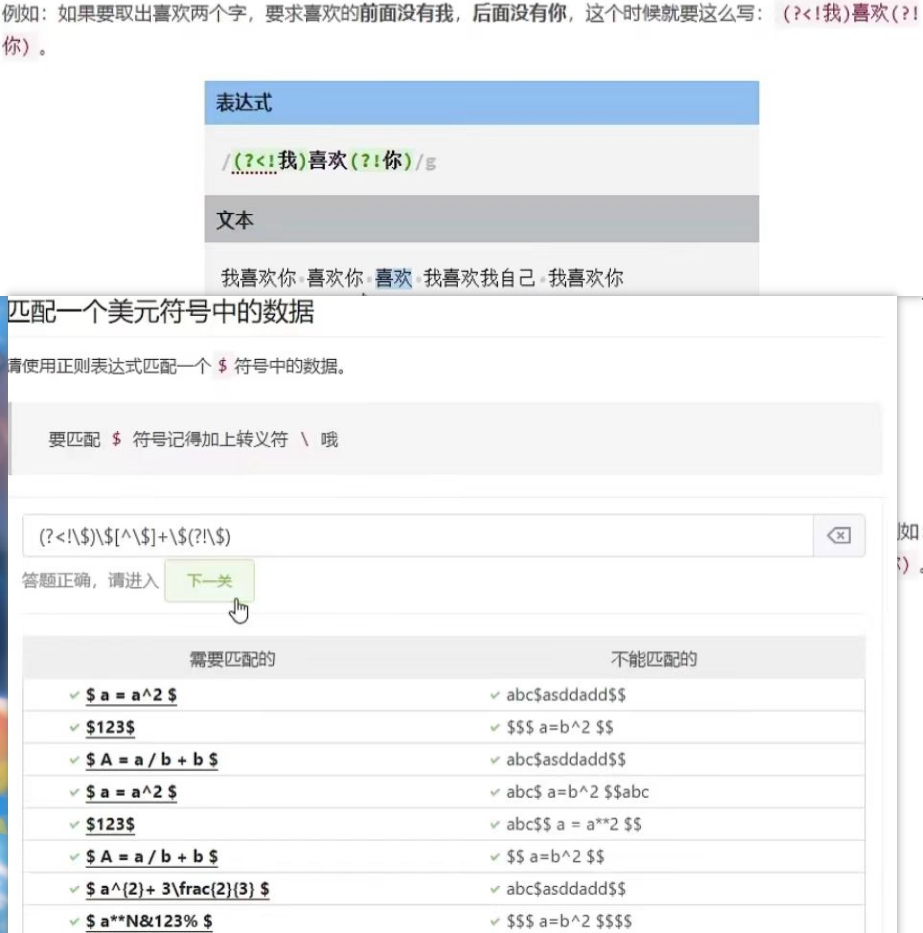 例如：如果要取出喜欢两个字，要求喜欢的前面没有我，后面没有你，这个时候就要这么写： (?<!我)喜欢(?!
你) 。
表达式
/(?<!我)喜欢(?!你)/g
文本
我喜欢你·喜欢你·喜欢·我喜欢我自己·我喜欢你
匹配一个美元符号中的数据
请使用正则表达式匹配一个 $ 符号中的数据。
要匹配 $ 符号记得加上转义符 \ 哦
(?<!\$)\$[^\$]+\$(?!\$)
如
) 。
答题正确，请进入 下一关
需要匹配的 不能匹配的
$ a = a^2 $ abc$asddadd$$
$123$ $$$ a=b^2 $$
$ A = a / b + b $ abc$asddadd$$
$ a = a^2 $ abc$ a=b^2 $$abc
$123$ abc$$ a = a**2 $$
$ A = a / b + b $ $$ a=b^2 $$
$ a^{2}+ 3\frac{2}{3} $ abc$asddadd$$
$ a**N&123% $ $$$ a=b^2 $$$$